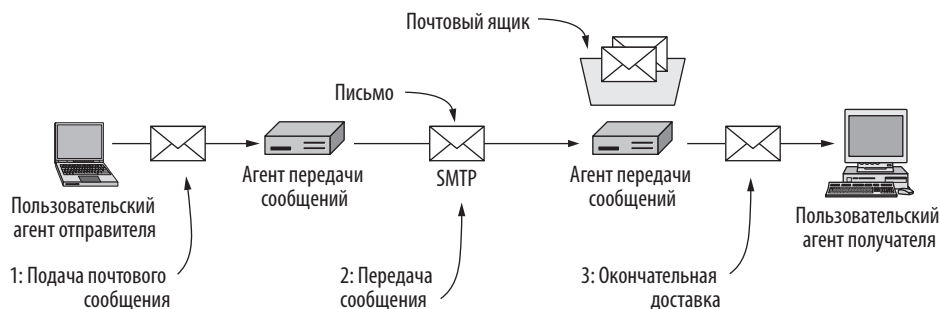 Почтовый ящик
Письмо
SMTP
Агент передачи
сообщений
Агент передачи
сообщений
Пользовательский
агент отправителя
Пользовательский
агент получателя
1: Подача почтового
сообщения
2: Передача
сообщения
3: Окончательная
доставка